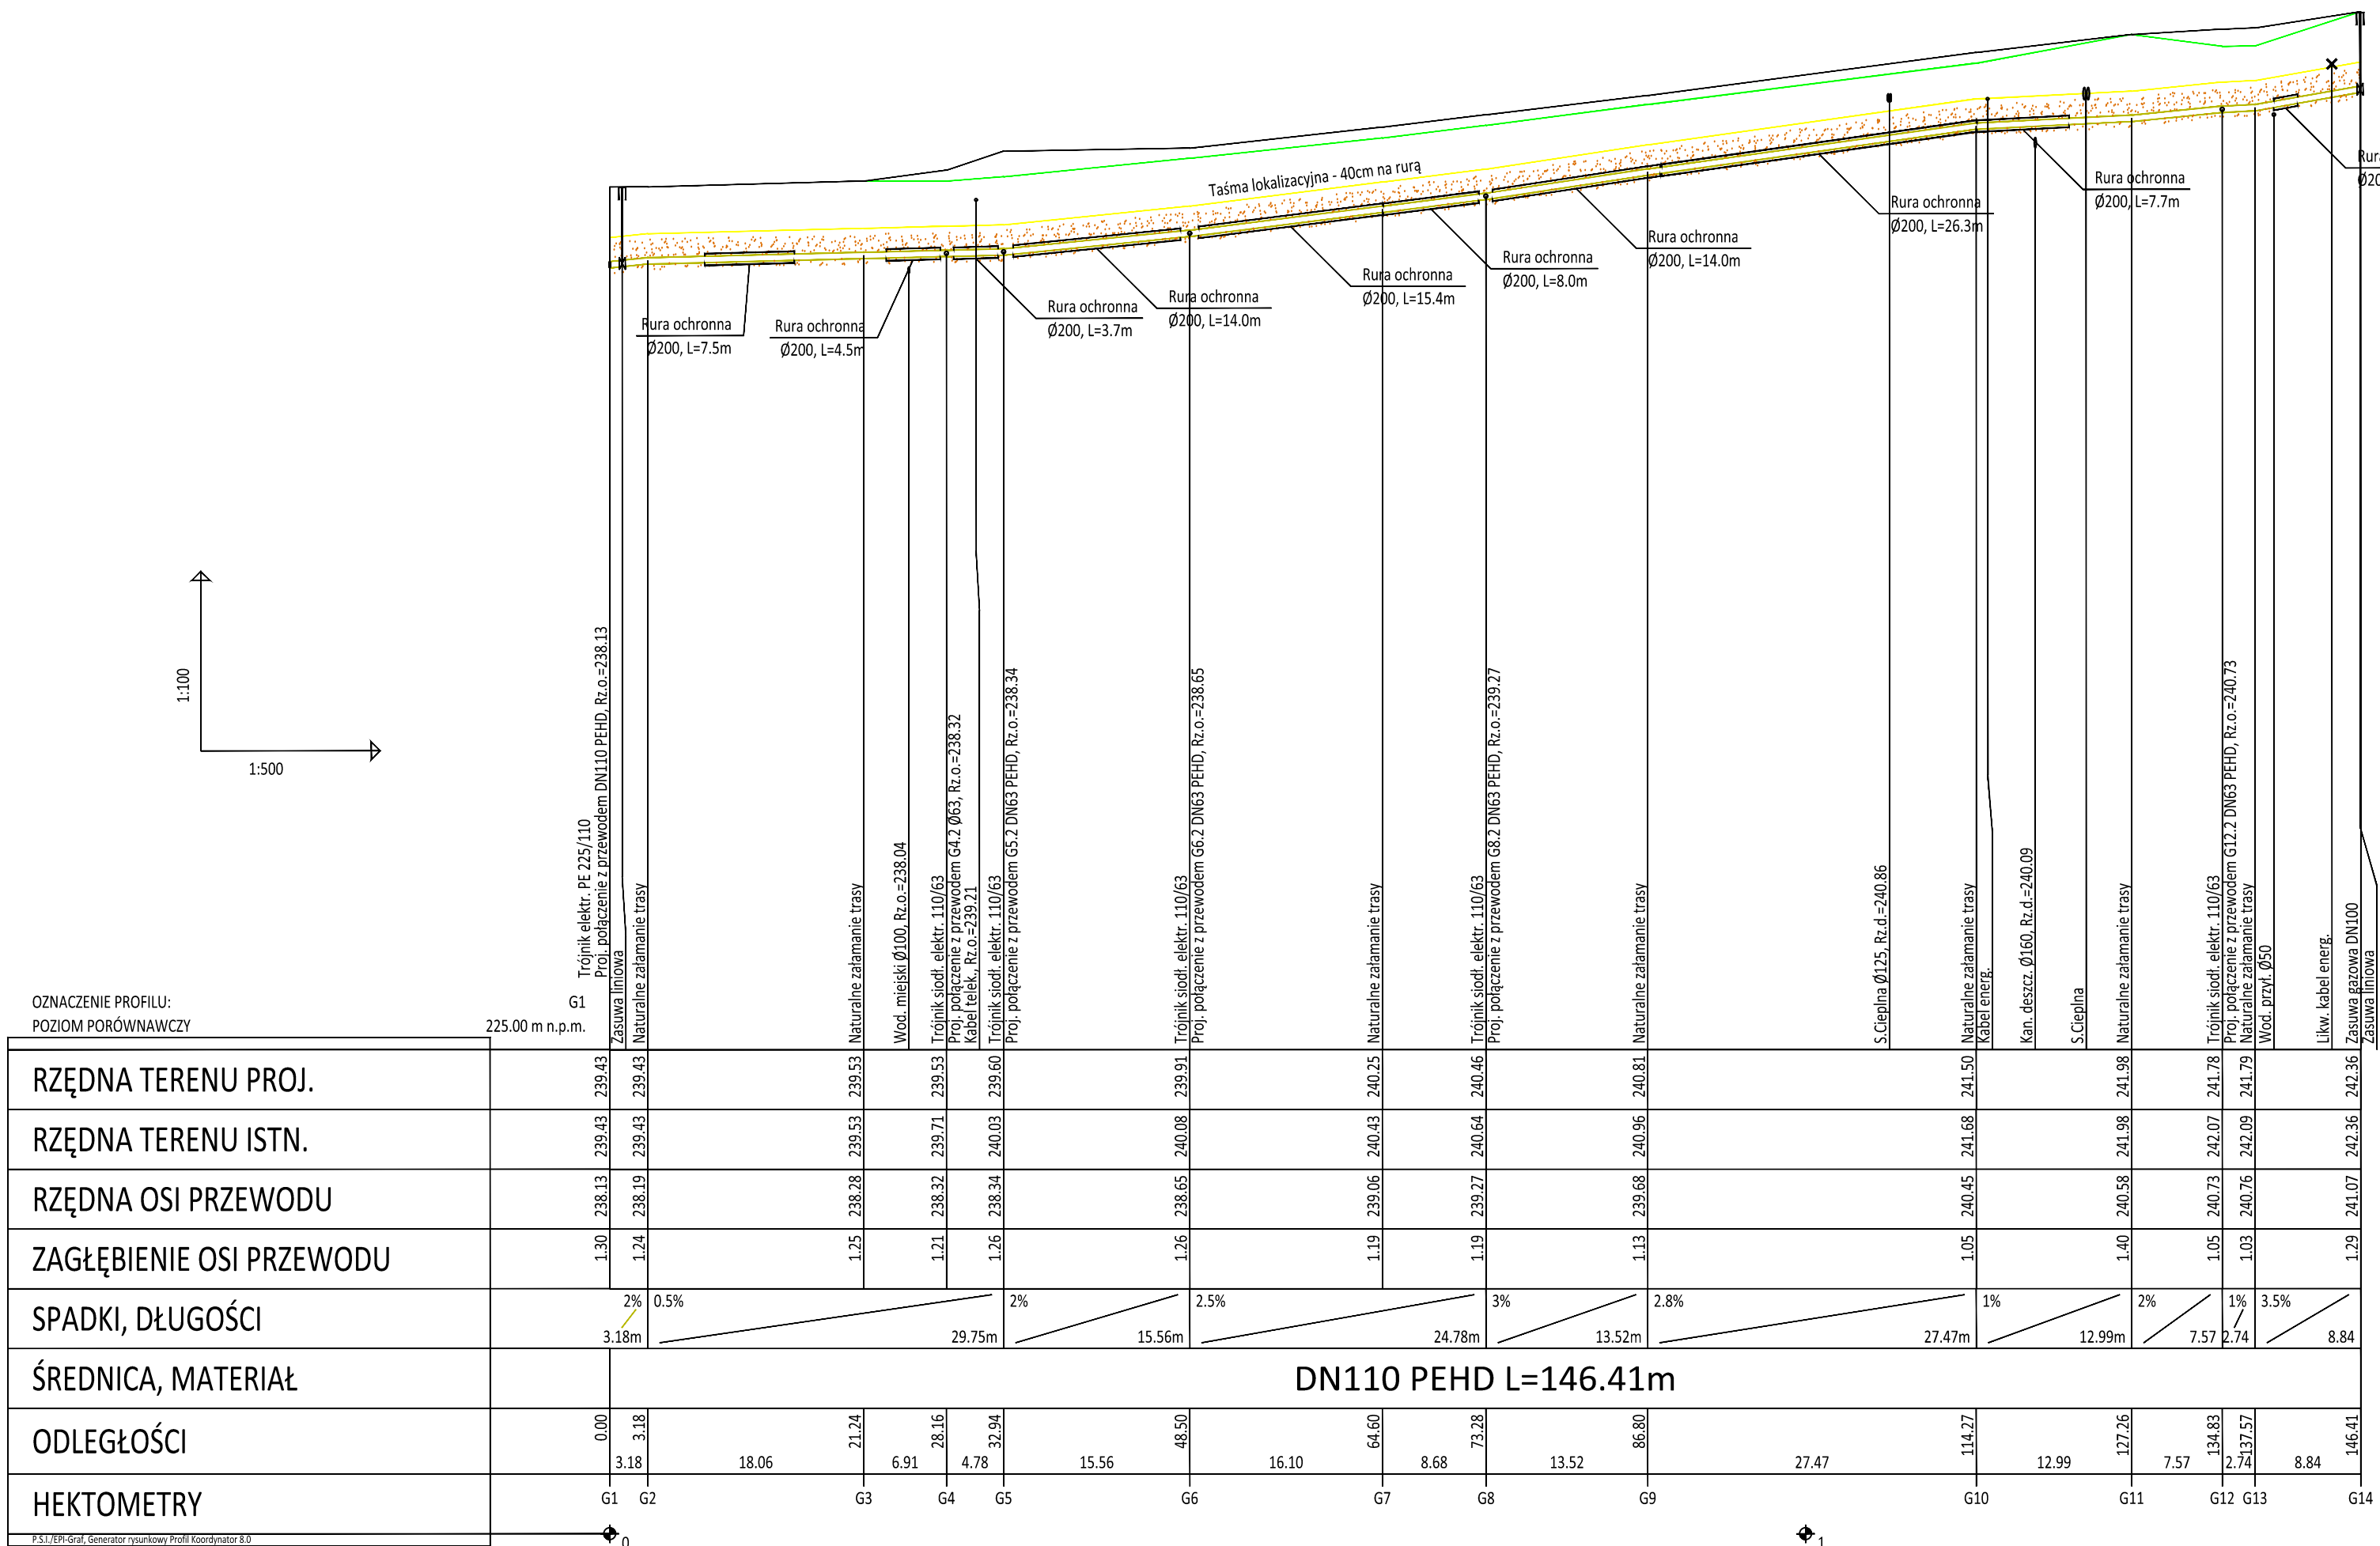 Taśma lokalizacyjna - 40cm na rurą
Rura ochronna
Ø200, L=7.5m
Rura ochronna
Ø200, L=4.5m
Rura ochronna
Ø200, L=3.7m
Rura ochronna
Ø200, L=14.0m
Rura ochronna
Ø200, L=15.4m
Rura ochronna
Ø200, L=8.0m
Rura ochronna
Ø200, L=14.0m
Rura ochronna
Ø200, L=26.3m
Rura ochronna
Ø200, L=7.7m
1:100
1:500
Trójnik elektr. PE 225/110
Proj. połączenie z przewodem DN110 PEHD, Rz.o.=238.13
Zasuwa liniowa
Naturalne załamanie trasy
Naturalne załamanie trasy
Wod. miejski Ø100, Rz.o.=238.04
Trójnik siodł. elektr. 110/63
Proj. połączenie z przewodem G4.2 Ø63, Rz.o.=238.32
Kabel telek., Rz.o.=239.21
Trójnik siodł. elektr. 110/63
Proj. połączenie z przewodem G5.2 DN63 PEHD, Rz.o.=238.34
Trójnik siodł. elektr. 110/63
Proj. połączenie z przewodem G6.2 DN63 PEHD, Rz.o.=238.65
Naturalne załamanie trasy
Trójnik siodł. elektr. 110/63
Proj. połączenie z przewodem G8.2 DN63 PEHD, Rz.o.=239.27
Naturalne załamanie trasy
S.Cieplna Ø125, Rz.d.=240.86
Naturalne załamanie trasy
Kabel energ.
Kan. deszcz. Ø160, Rz.d.=240.09
S.Cieplna
Naturalne załamanie trasy
Trójnik siodł. elektr. 110/63
Proj. połączenie z przewodem G12.2 DN63 PEHD, Rz.o.=240.73
Naturalne załamanie trasy
Wod. przył. Ø50
Likw. kabel energ.
Zasuwa gazowa DN100
Zasuwa liniowa
OZNACZENIE PROFILU: G1
POZIOM PORÓWNAWCZY 225.00 m n.p.m.
RZĘDNA TERENU PROJ. 239.43 239.43 239.53 239.53 239.60 239.91 240.25 240.46 240.81 241.50 241.98 241.78 241.79 242.36
RZĘDNA TERENU ISTN. 239.43 239.43 239.53 239.71 240.03 240.08 240.43 240.64 240.96 241.68 241.98 242.07 242.09 242.36
RZĘDNA OSI PRZEWODU 238.13 238.19 238.28 238.32 238.34 238.65 239.06 239.27 239.68 240.45 240.58 240.73 240.76 241.07
ZAGŁĘBIENIE OSI PRZEWODU 1.30 1.24 1.25 1.21 1.26 1.26 1.19 1.19 1.13 1.05 1.40 1.05 1.03 1.29
SPADKI, DŁUGOŚCI
2% 0.5% 2% 2.5% 3% 2.8% 1% 2% 1% 3.5%
3.18m 29.75m 15.56m 24.78m 13.52m 27.47m 12.99m 7.57 2.74 8.84
ŚREDNICA, MATERIAŁ DN110 PEHD L=146.41m
ODLEGŁOŚCI 0.00 3.18 21.24 28.16 32.94 48.50 64.60 73.28 86.80 114.27 127.26 134.83 137.57 146.41
3.18 18.06 6.91 4.78 15.56 16.10 8.68 13.52 27.47 12.99 7.57 2.74 8.84
HEKTOMETRY G1 G2 G3 G4 G5 G6 G7 G8 G9 G10 G11 G12 G13 G14
P.S.I./EPI-Graf, Generator rysunkowy Profil Koordynator 8.0
0 1